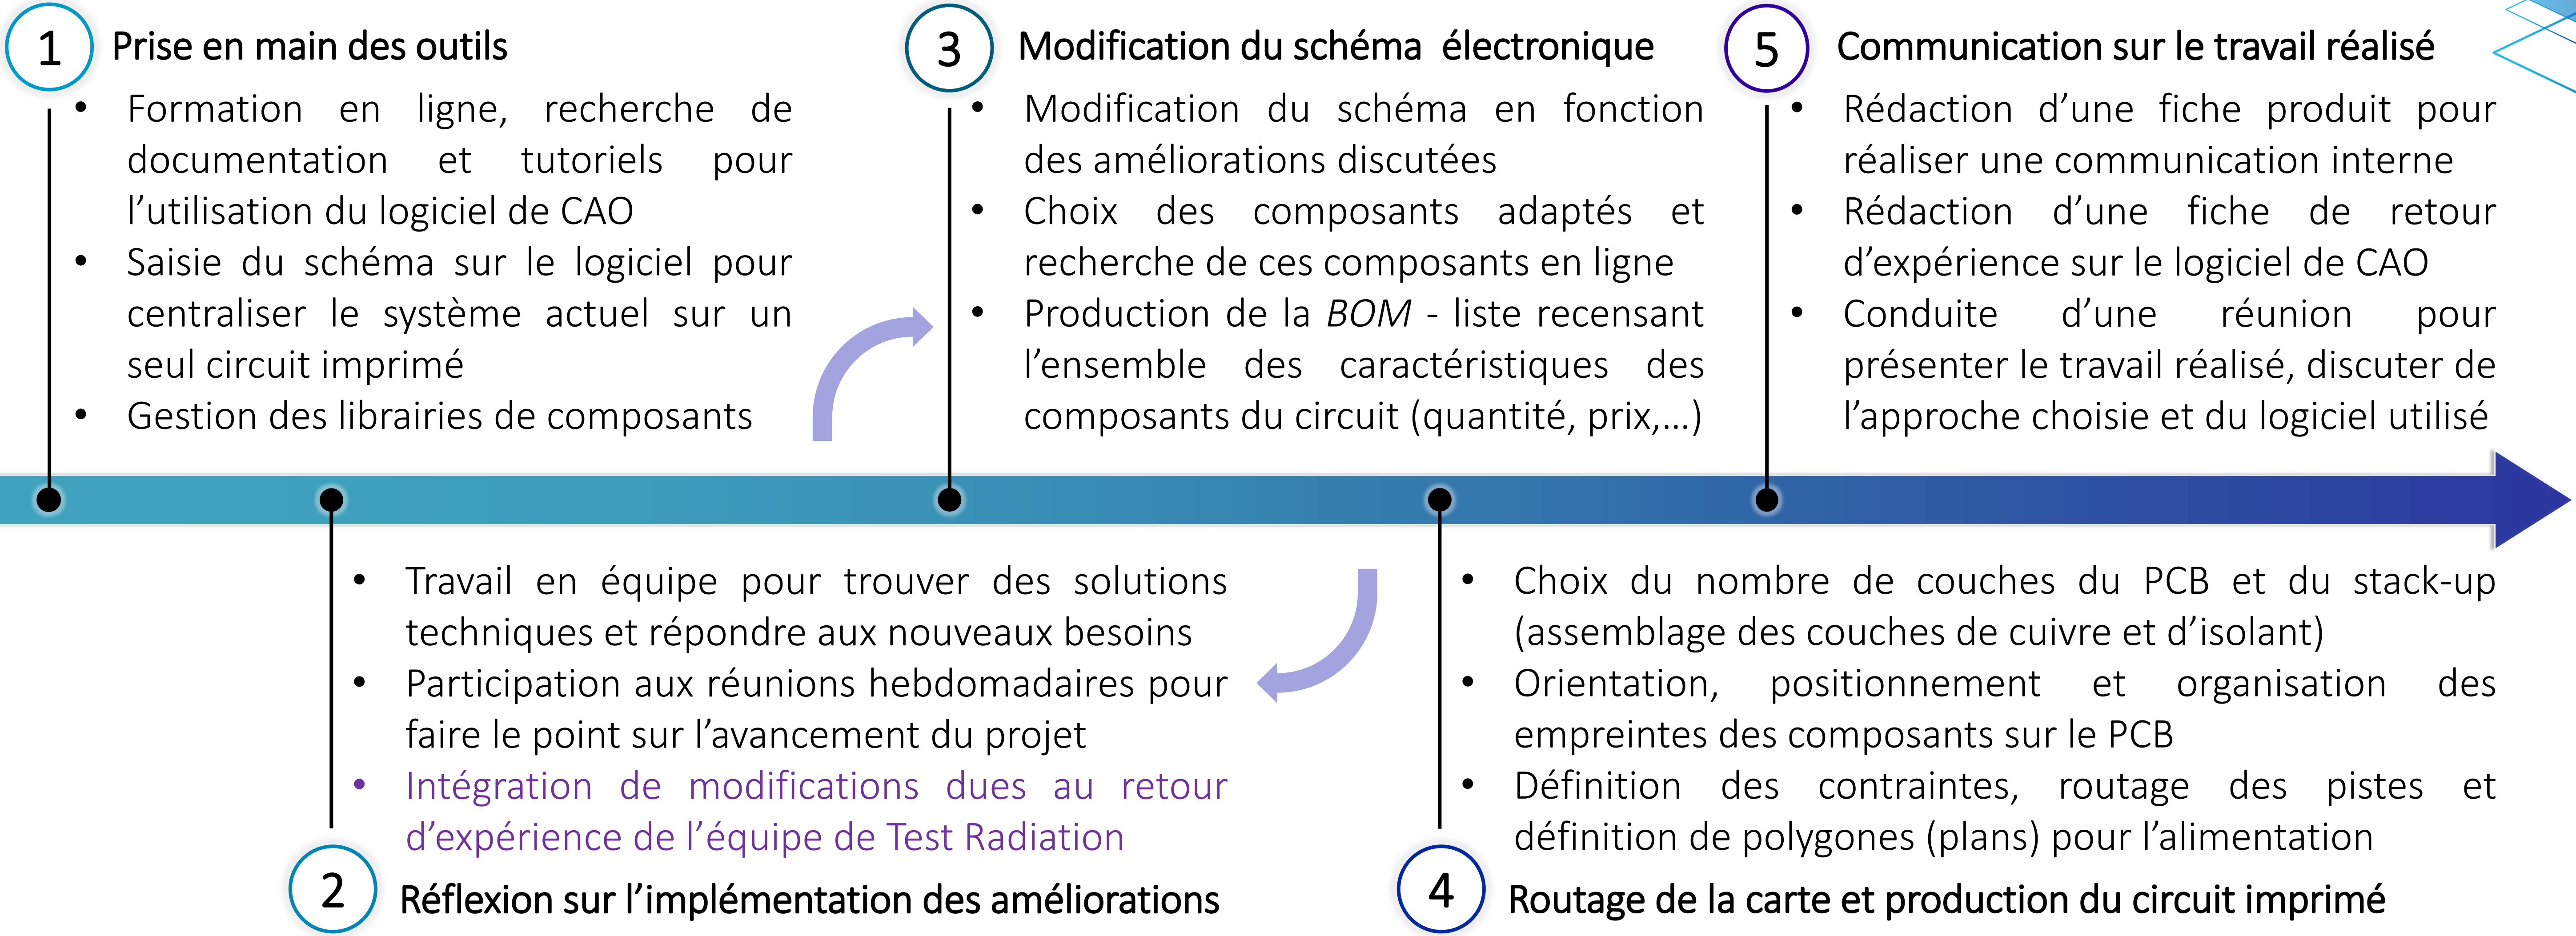 1
Prise en main des outils
• Formation en ligne, recherche de
documentation et tutoriels pour
l’utilisation du logiciel de CAO
• Saisie du schéma sur le logiciel pour
centraliser le système actuel sur un
seul circuit imprimé
• Gestion des librairies de composants
3
Modification du schéma électronique
• Modification du schéma en fonction
des améliorations discutées
• Choix des composants adaptés et
recherche de ces composants en ligne
• Production de la BOM - liste recensant
l’ensemble des caractéristiques des
composants du circuit (quantité, prix,...)
5
Communication sur le travail réalisé
• Rédaction d’une fiche produit pour
réaliser une communication interne
• Rédaction d’une fiche de retour
d’expérience sur le logiciel de CAO
• Conduite d’une réunion pour
présenter le travail réalisé, discuter de
l’approche choisie et du logiciel utilisé
• Travail en équipe pour trouver des solutions
techniques et répondre aux nouveaux besoins
• Participation aux réunions hebdomadaires pour
faire le point sur l’avancement du projet
• Intégration de modifications dues au retour
d’expérience de l’équipe de Test Radiation
2
Réflexion sur l’implémentation des améliorations
• Choix du nombre de couches du PCB et du stack-up
(assemblage des couches de cuivre et d’isolant)
• Orientation, positionnement et organisation des
empreintes des composants sur le PCB
• Définition des contraintes, routage des pistes et
définition de polygones (plans) pour l’alimentation
4
Routage de la carte et production du circuit imprimé